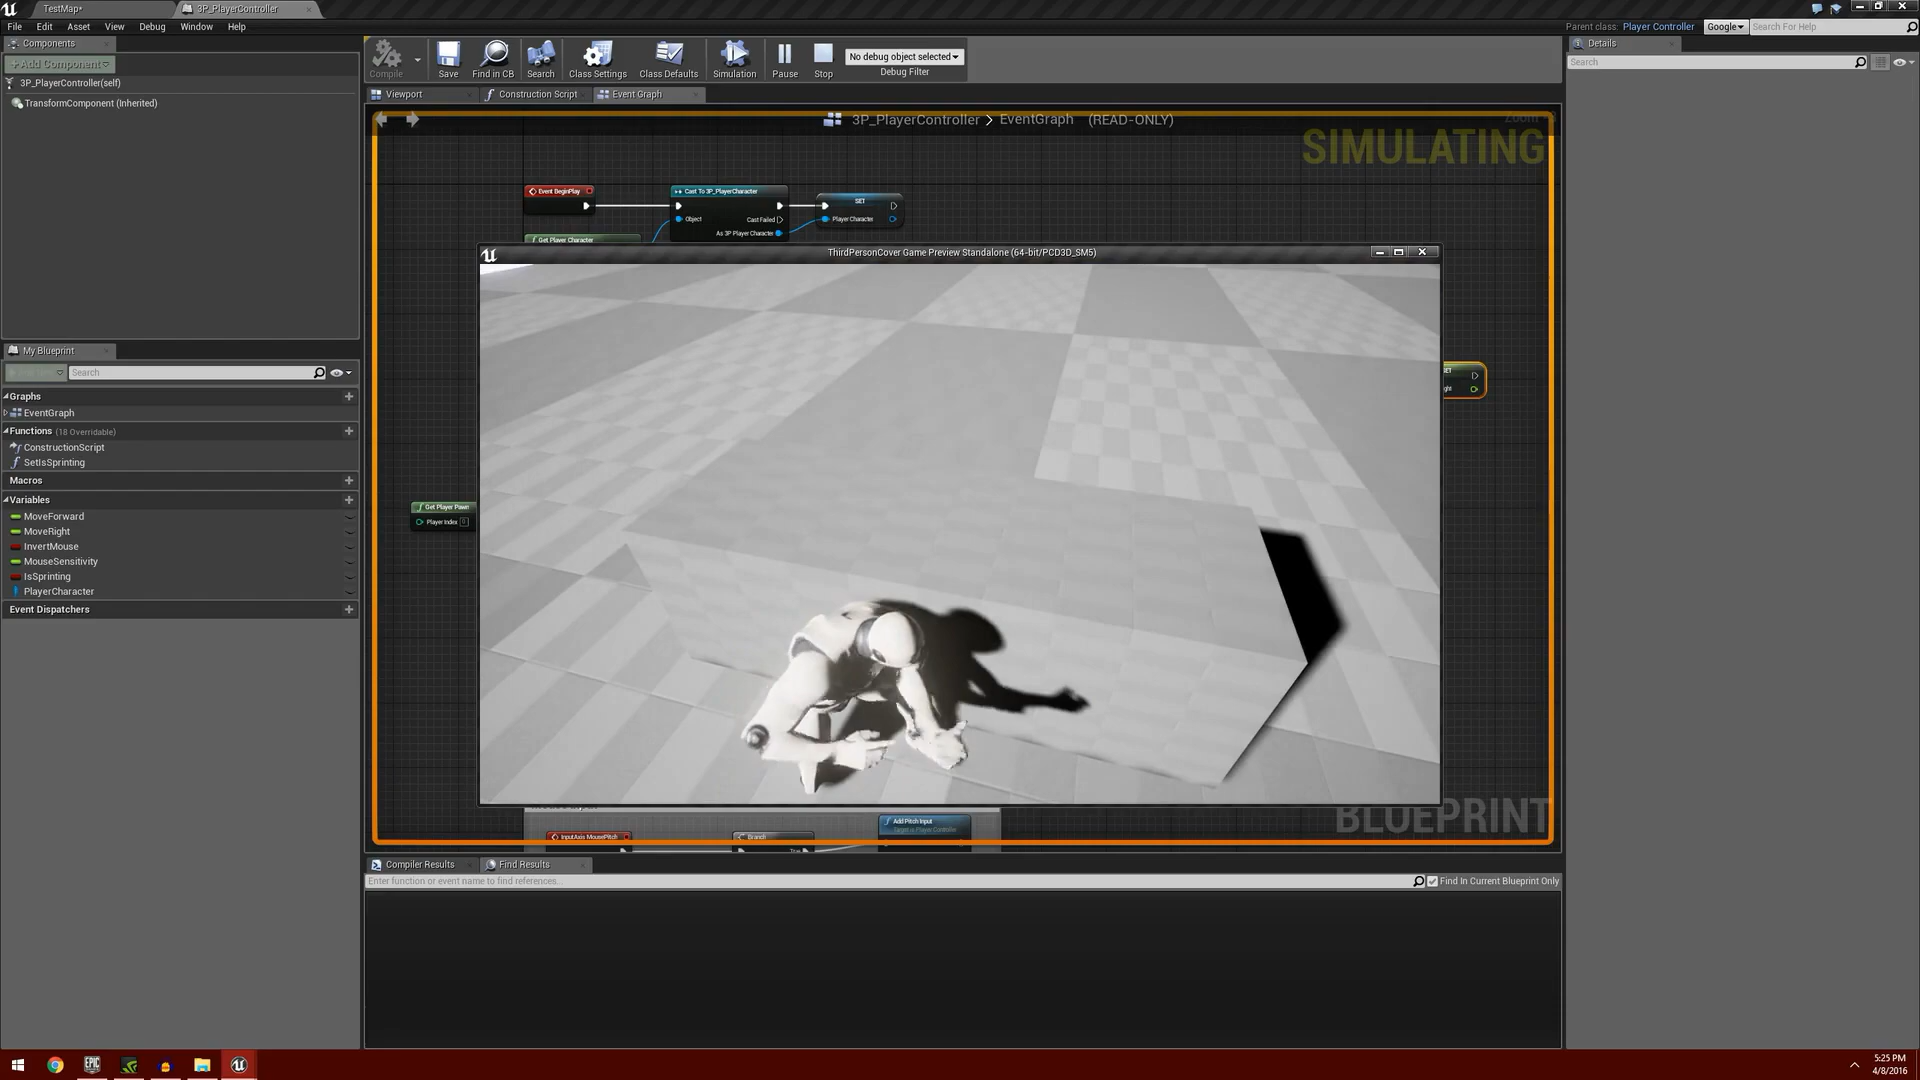 TestMap*
3P_PlayerController
File Edit Asset View Debug Window Help
Parent class: Player Controller
Google
Search For Help
Components
+Add Component
3P_PlayerController(self)
TransformComponent (Inherited)
Compile
Save
Find in CB
Search
Class Settings
Class Defaults
Simulation
Pause
Stop
No debug object selected
Debug Filter
Details
Search
Viewport
Construction Script
Event Graph
3P_PlayerController > EventGraph (READ-ONLY)
SIMULATING
Event BeginPlay
Cast To 3P_PlayerCharacter
Object
Cast Failed
As 3P Player Character
SET
Player Character
Get Player Character
ThirdPersonCover Game Preview Standalone (64-bit/PCD3D_SM5)
My Blueprint
Search
Graphs
EventGraph
Functions (18 Overridable)
ConstructionScript
SetIsSprinting
Macros
Variables
MoveForward
MoveRight
InvertMouse
MouseSensitivity
IsSprinting
PlayerCharacter
Event Dispatchers
Get Player Pawn
Player Index 0
BLUEPRINT
InputAxis MousePitch
Branch
True
Add Pitch Input
Target is Player Controller
Compiler Results
Find Results
Enter function or event name to find references...
Find In Current Blueprint Only
EPIC
5:25 PM
4/8/2016